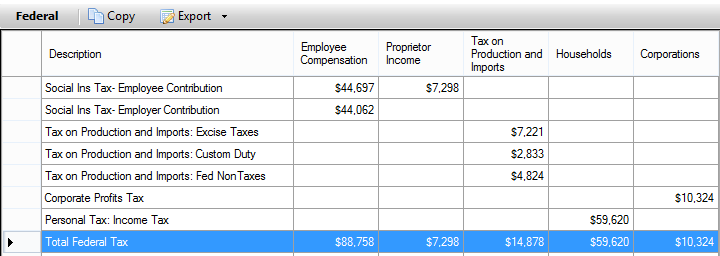 Federal Copy Export
Description Employee Compensation Proprietor Income Tax on Production and Imports Households Corporations
Social Ins Tax- Employee Contribution $44,697 $7,298
Social Ins Tax- Employer Contribution $44,062
Tax on Production and Imports: Excise Taxes $7,221
Tax on Production and Imports: Custom Duty $2,833
Tax on Production and Imports: Fed NonTaxes $4,824
Corporate Profits Tax $10,324
Personal Tax: Income Tax $59,620
Total Federal Tax $88,758 $7,298 $14,878 $59,620 $10,324